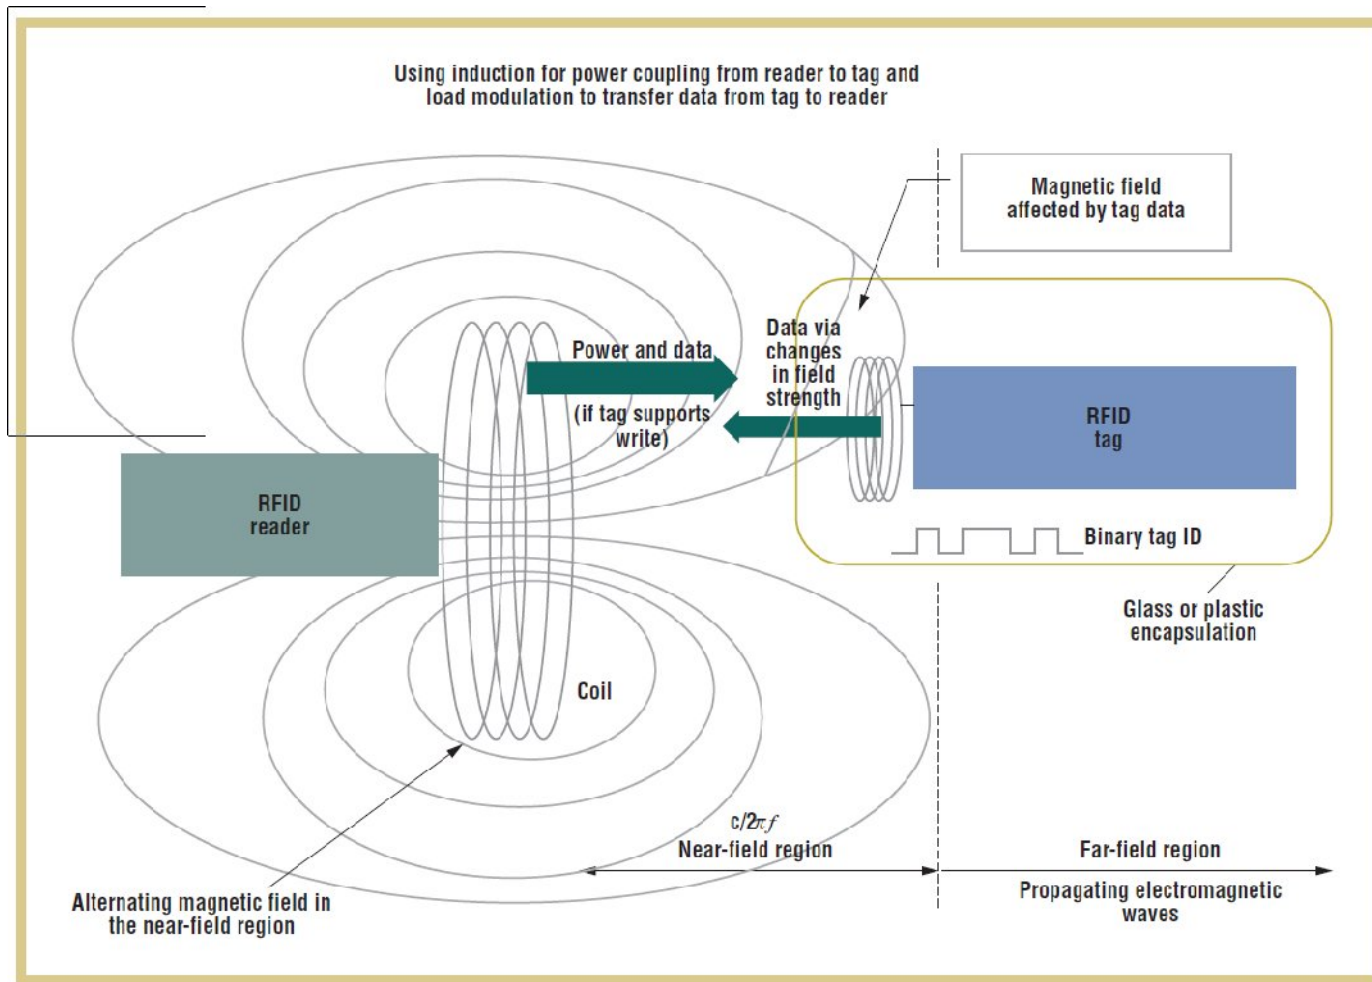 Using induction for power coupling from reader to tag and
load modulation to transfer data from tag to reader
Magnetic field
affected by tag data
Power and data
(if tag supports
write)
Data via
changes
in field
strength
RFID
tag
RFID
reader
Binary tag ID
Glass or plastic
encapsulation
Coil
c/2πf
Near-field region
Far-field region
Propagating electromagnetic
waves
Alternating magnetic field in
the near-field region